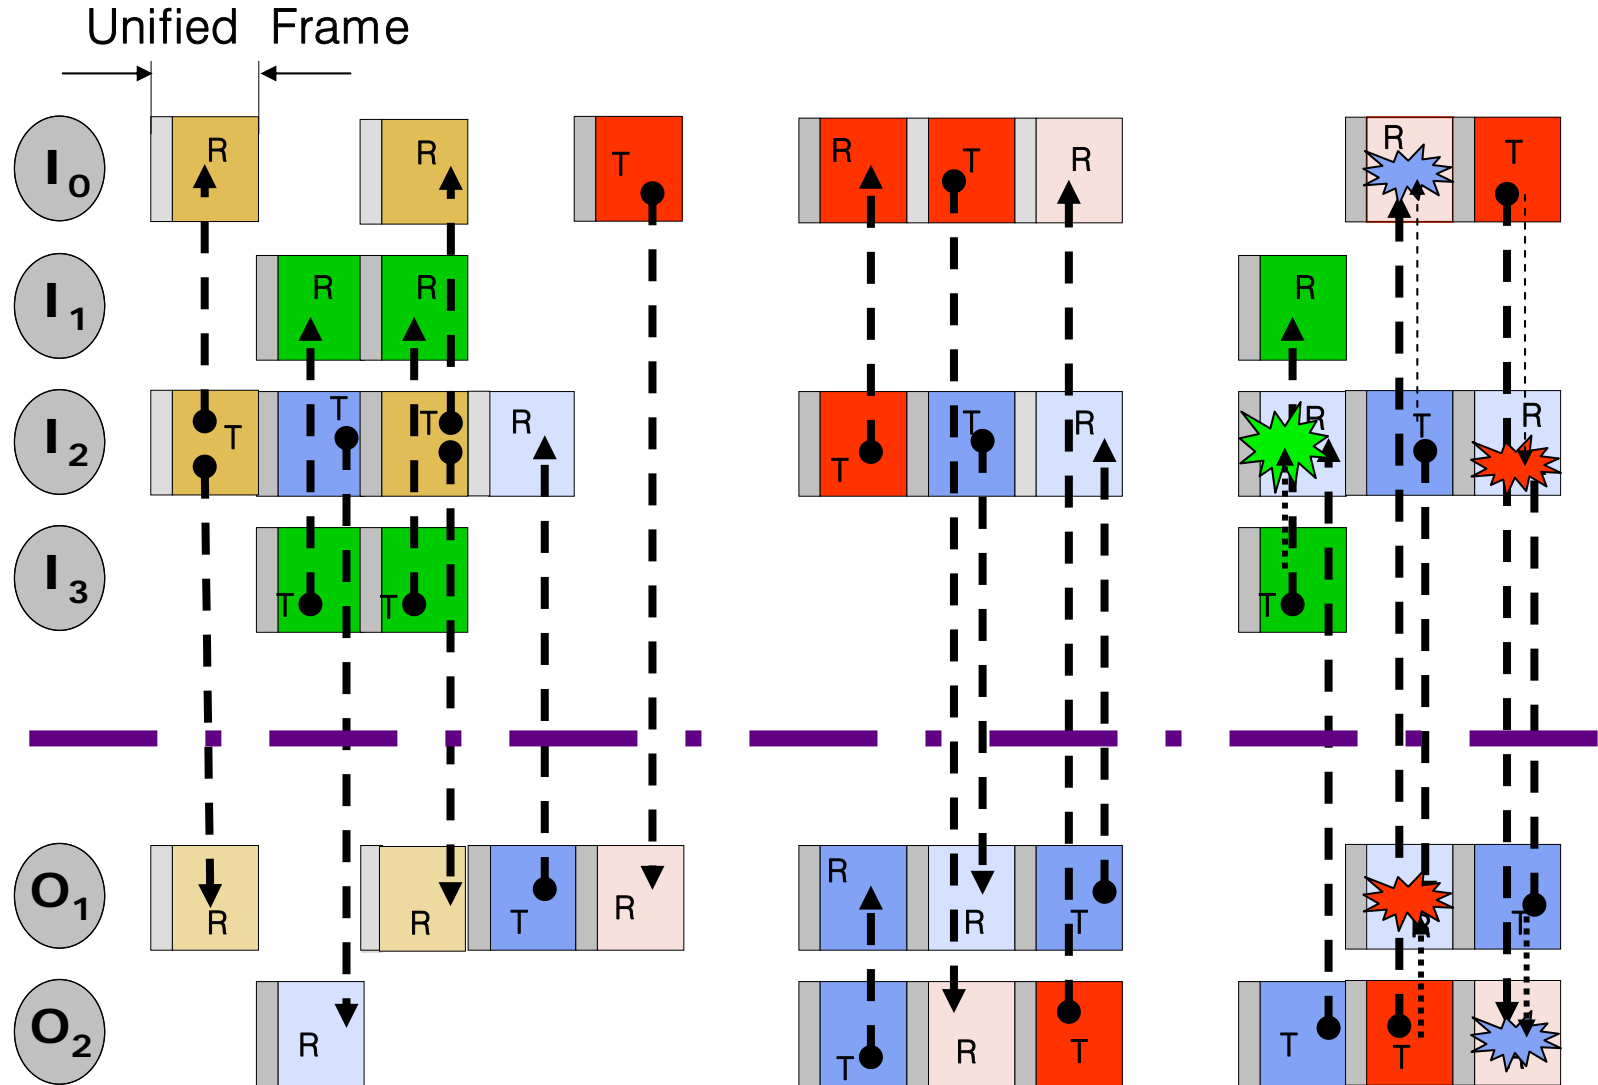 Unified Frame
I0 R R T R T R R T
I1 R R R
I2 T T T R T T R R T R
I3 T T T
O1 R R T R R R T R T
O2 R T R T T T